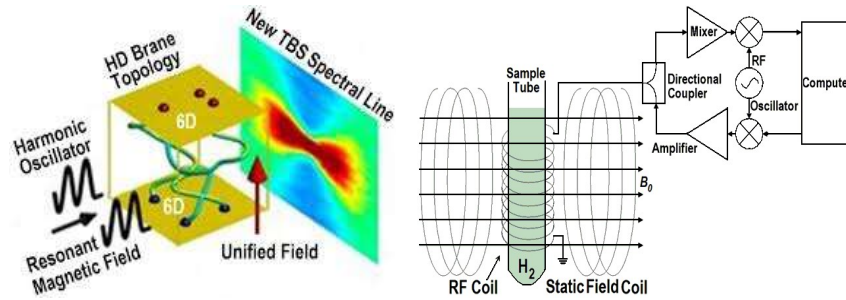 HD Brane
Topology
New TBS Spectral Line
6D
Harmonic
Oscillator
6D
Resonant
Magnetic Field
Unified Field
Mixer
RF
Directional
Coupler
Oscillator
Compute
Amplifier
Sample
Tube
B₀
H₂
RF Coil
Static Field Coil